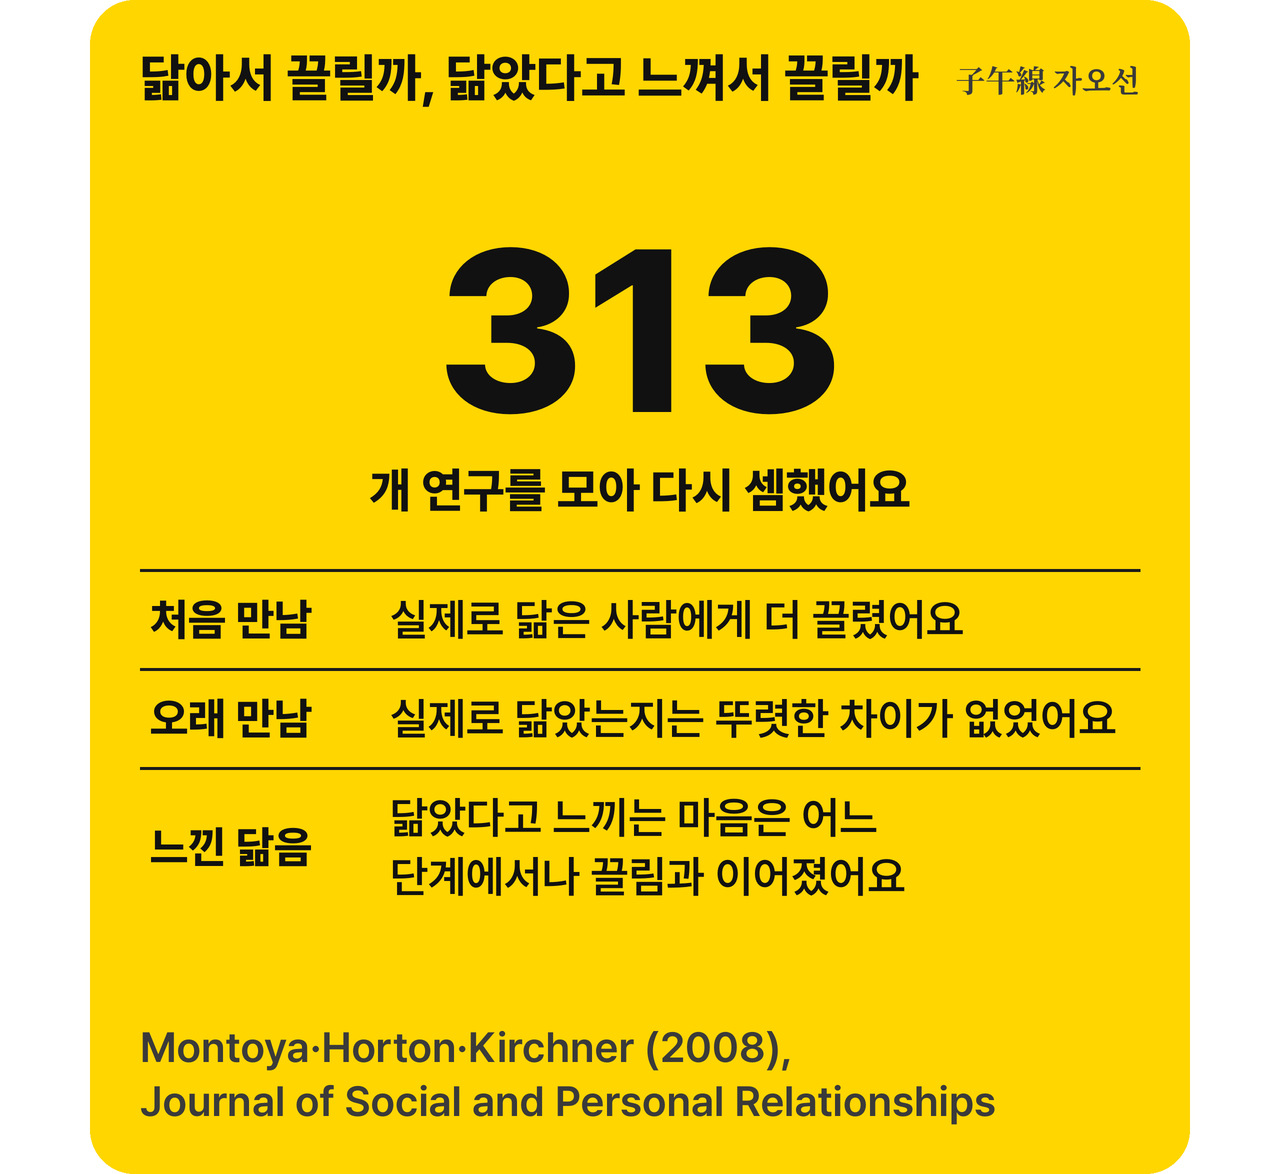 닮아서 끌릴까, 닮았다고 느껴서 끌릴까
子午線 자오선
313
개 연구를 모아 다시 셈했어요
처음 만남 실제로 닮은 사람에게 더 끌렸어요
오래 만남 실제로 닮았는지는 뚜렷한 차이가 없었어요
느낀 닮음 닮았다고 느끼는 마음은 어느
단계에서나 끌림과 이어졌어요
Montoya·Horton·Kirchner (2008),
Journal of Social and Personal Relationships